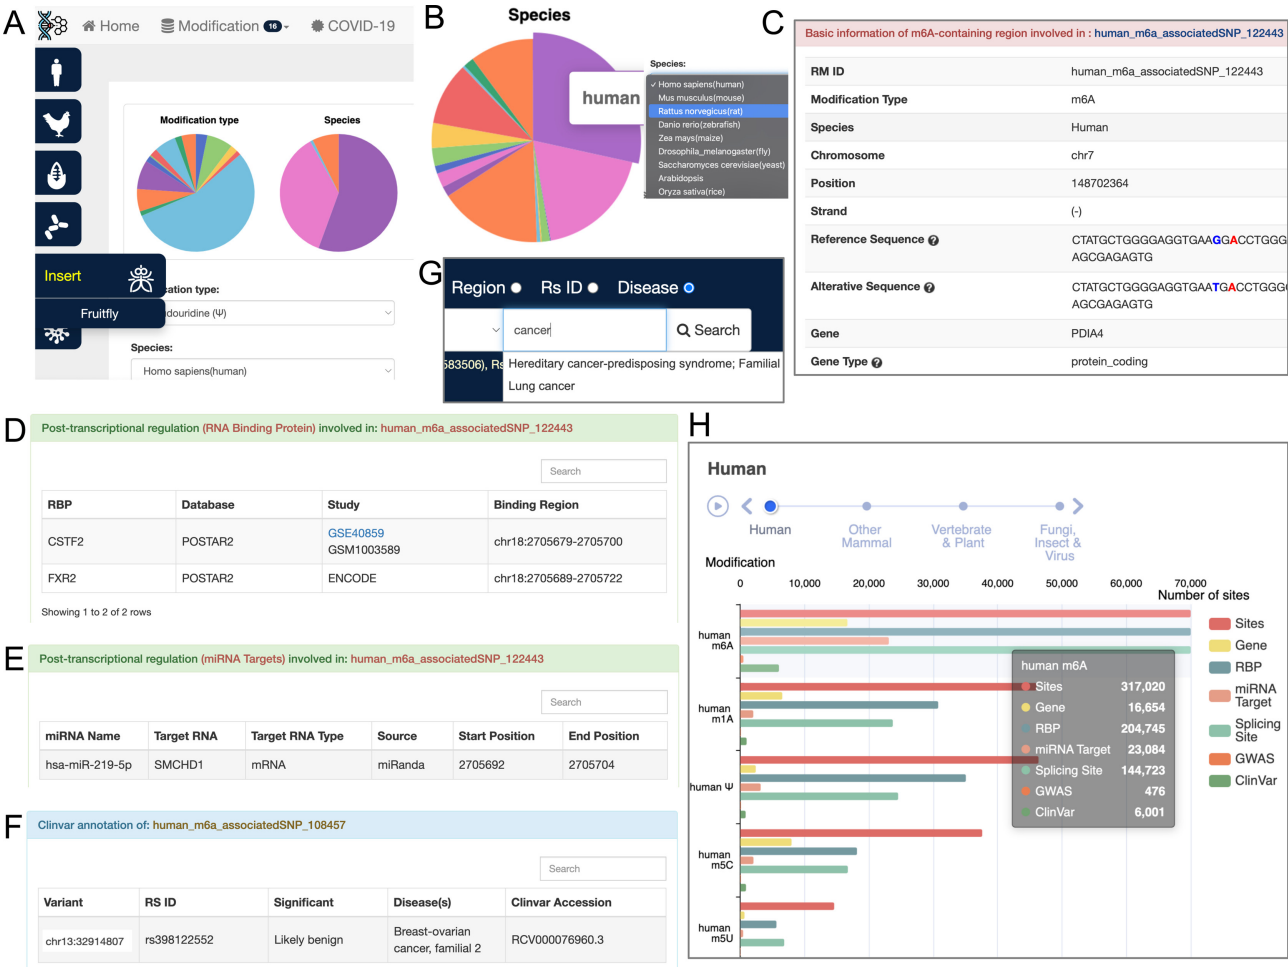 A
Home
Modification 16
COVID-19
Modification type
Species
Insert
Fruitfly
cation type:
douridine (Ψ)
Species:
Homo sapiens(human)
B
Species
human
Species:
✓ Homo sapiens(human)
Mus musculus(mouse)
Rattus norvegicus(rat)
Danio rerio(zebrafish)
Zea mays(maize)
Drosophila_melanogaster(fly)
Saccharomyces cerevisiae(yeast)
Arabidopsis
Oryza sativa(rice)
C
Basic information of m6A-containing region involved in : human_m6a_associatedSNP_122443
RM ID human_m6a_associatedSNP_122443
Modification Type m6A
Species Human
Chromosome chr7
Position 148702364
Strand (-)
Reference Sequence ? CTATGCTGGGGAGGTGAAGGACCTGGG
AGCGAGAGTG
Alterative Sequence ? CTATGCTGGGGAGGTGAATGACCTGGG
AGCGAGAGTG
Gene PDIA4
Gene Type ? protein_coding
G
Region Rs ID Disease
cancer Search
583506), Rs
Hereditary cancer-predisposing syndrome; Familial
Lung cancer
D
Post-transcriptional regulation (RNA Binding Protein) involved in: human_m6a_associatedSNP_122443
Search
RBP Database Study Binding Region
CSTF2 POSTAR2 GSE40859 GSM1003589 chr18:2705679-2705700
FXR2 POSTAR2 ENCODE chr18:2705689-2705722
Showing 1 to 2 of 2 rows
E
Post-transcriptional regulation (miRNA Targets) involved in: human_m6a_associatedSNP_122443
Search
miRNA Name Target RNA Target RNA Type Source Start Position End Position
hsa-miR-219-5p SMCHD1 mRNA miRanda 2705692 2705704
F
Clinvar annotation of: human_m6a_associatedSNP_108457
Search
Variant RS ID Significant Disease(s) Clinvar Accession
chr13:32914807 rs398122552 Likely benign Breast-ovarian cancer, familial 2 RCV000076960.3
H
Human
Human
Other Mammal
Vertebrate & Plant
Fungi, Insect & Virus
Modification
0 10,000 20,000 30,000 40,000 50,000 60,000 70,000
Number of sites
human m6A
human m1A
human Ψ
human m5C
human m5U
human m6A
Sites 317,020
Gene 16,654
RBP 204,745
miRNA Target 23,084
Splicing Site 144,723
GWAS 476
ClinVar 6,001
Sites
Gene
RBP
miRNA Target
Splicing Site
GWAS
ClinVar